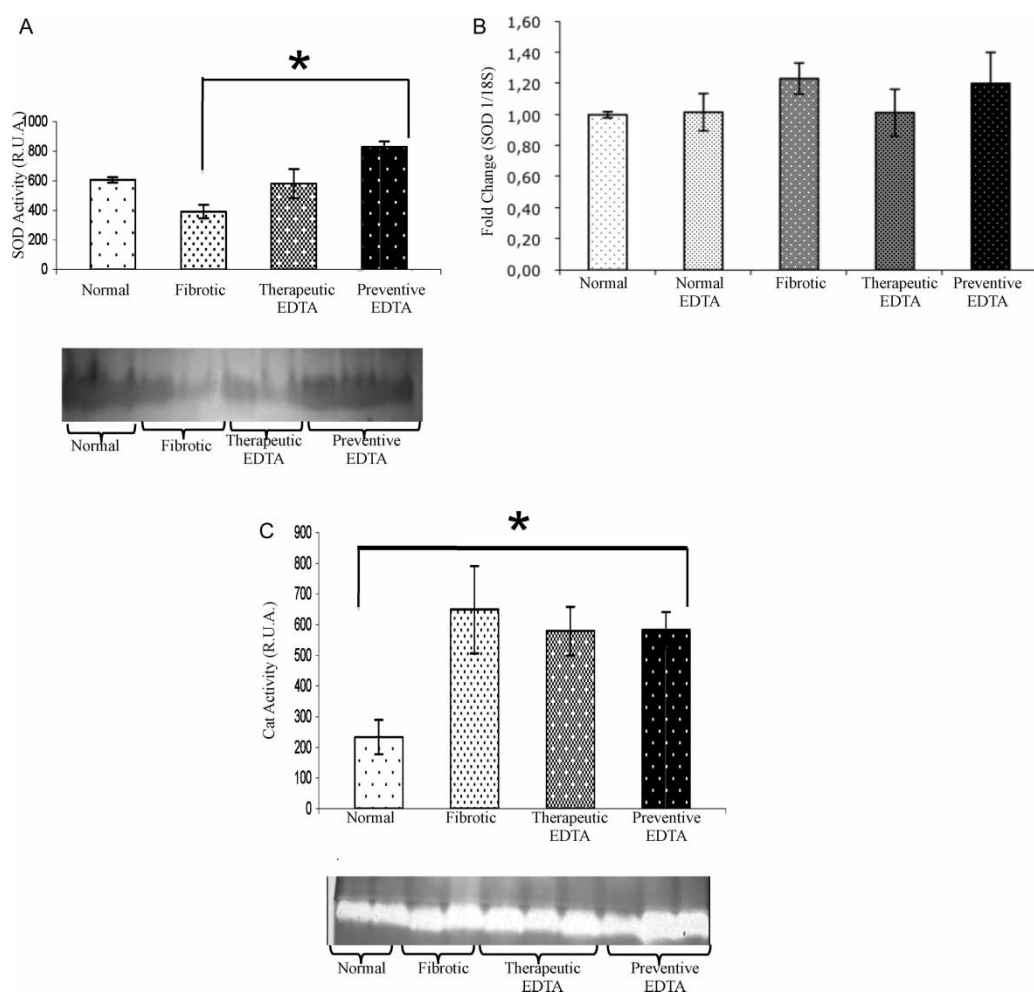 A
*
SOD Activity (R.U.A.)
1000
800
600
400
200
0
Normal
Fibrotic
Therapeutic
EDTA
Preventive
EDTA
Normal
Fibrotic
Therapeutic
EDTA
Preventive
EDTA
B
Fold Change (SOD 1/18S)
1,60
1,40
1,20
1,00
0,80
0,60
0,40
0,20
0,00
Normal
Normal
EDTA
Fibrotic
Therapeutic
EDTA
Preventive
EDTA
C
*
Cat Activity (R.U.A.)
900
800
700
600
500
400
300
200
100
0
Normal
Fibrotic
Therapeutic
EDTA
Preventive
EDTA
Normal
Fibrotic
Therapeutic
EDTA
Preventive
EDTA